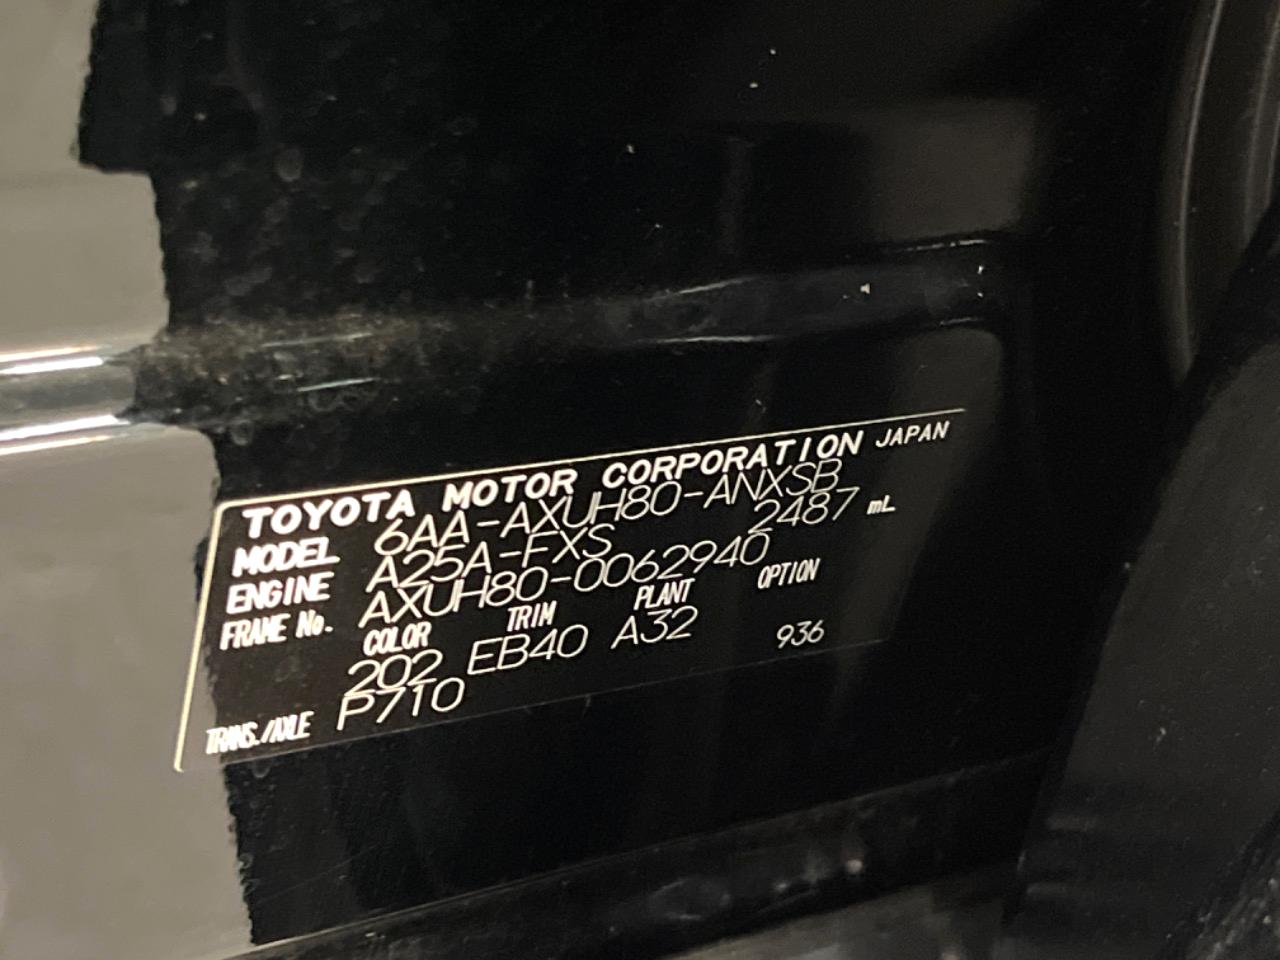 TOYOTA MOTOR CORPORATION JAPAN
MODEL 6AA-AXUH80-ANXSB
ENGINE A25A-FXS 2487 mL
FRAME No. AXUH80-0062940
COLOR TRIM PLANT OPTION
202 EB40 A32 936
TRANS./AXLE P710